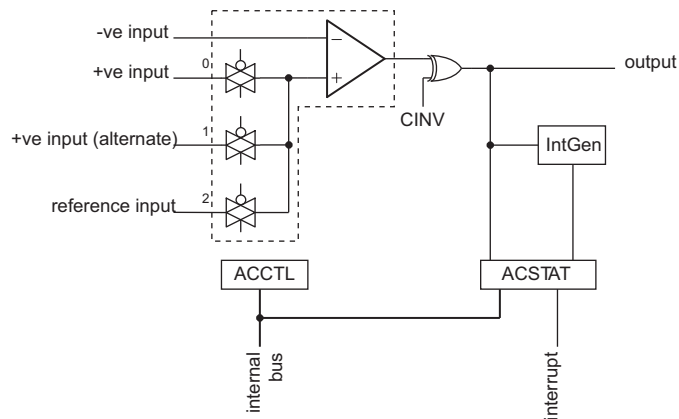 -ve input
−
+ve input
0
+
output
CINV
+ve input (alternate)
1
IntGen
reference input
2
ACCTL
ACSTAT
internal
bus
interrupt